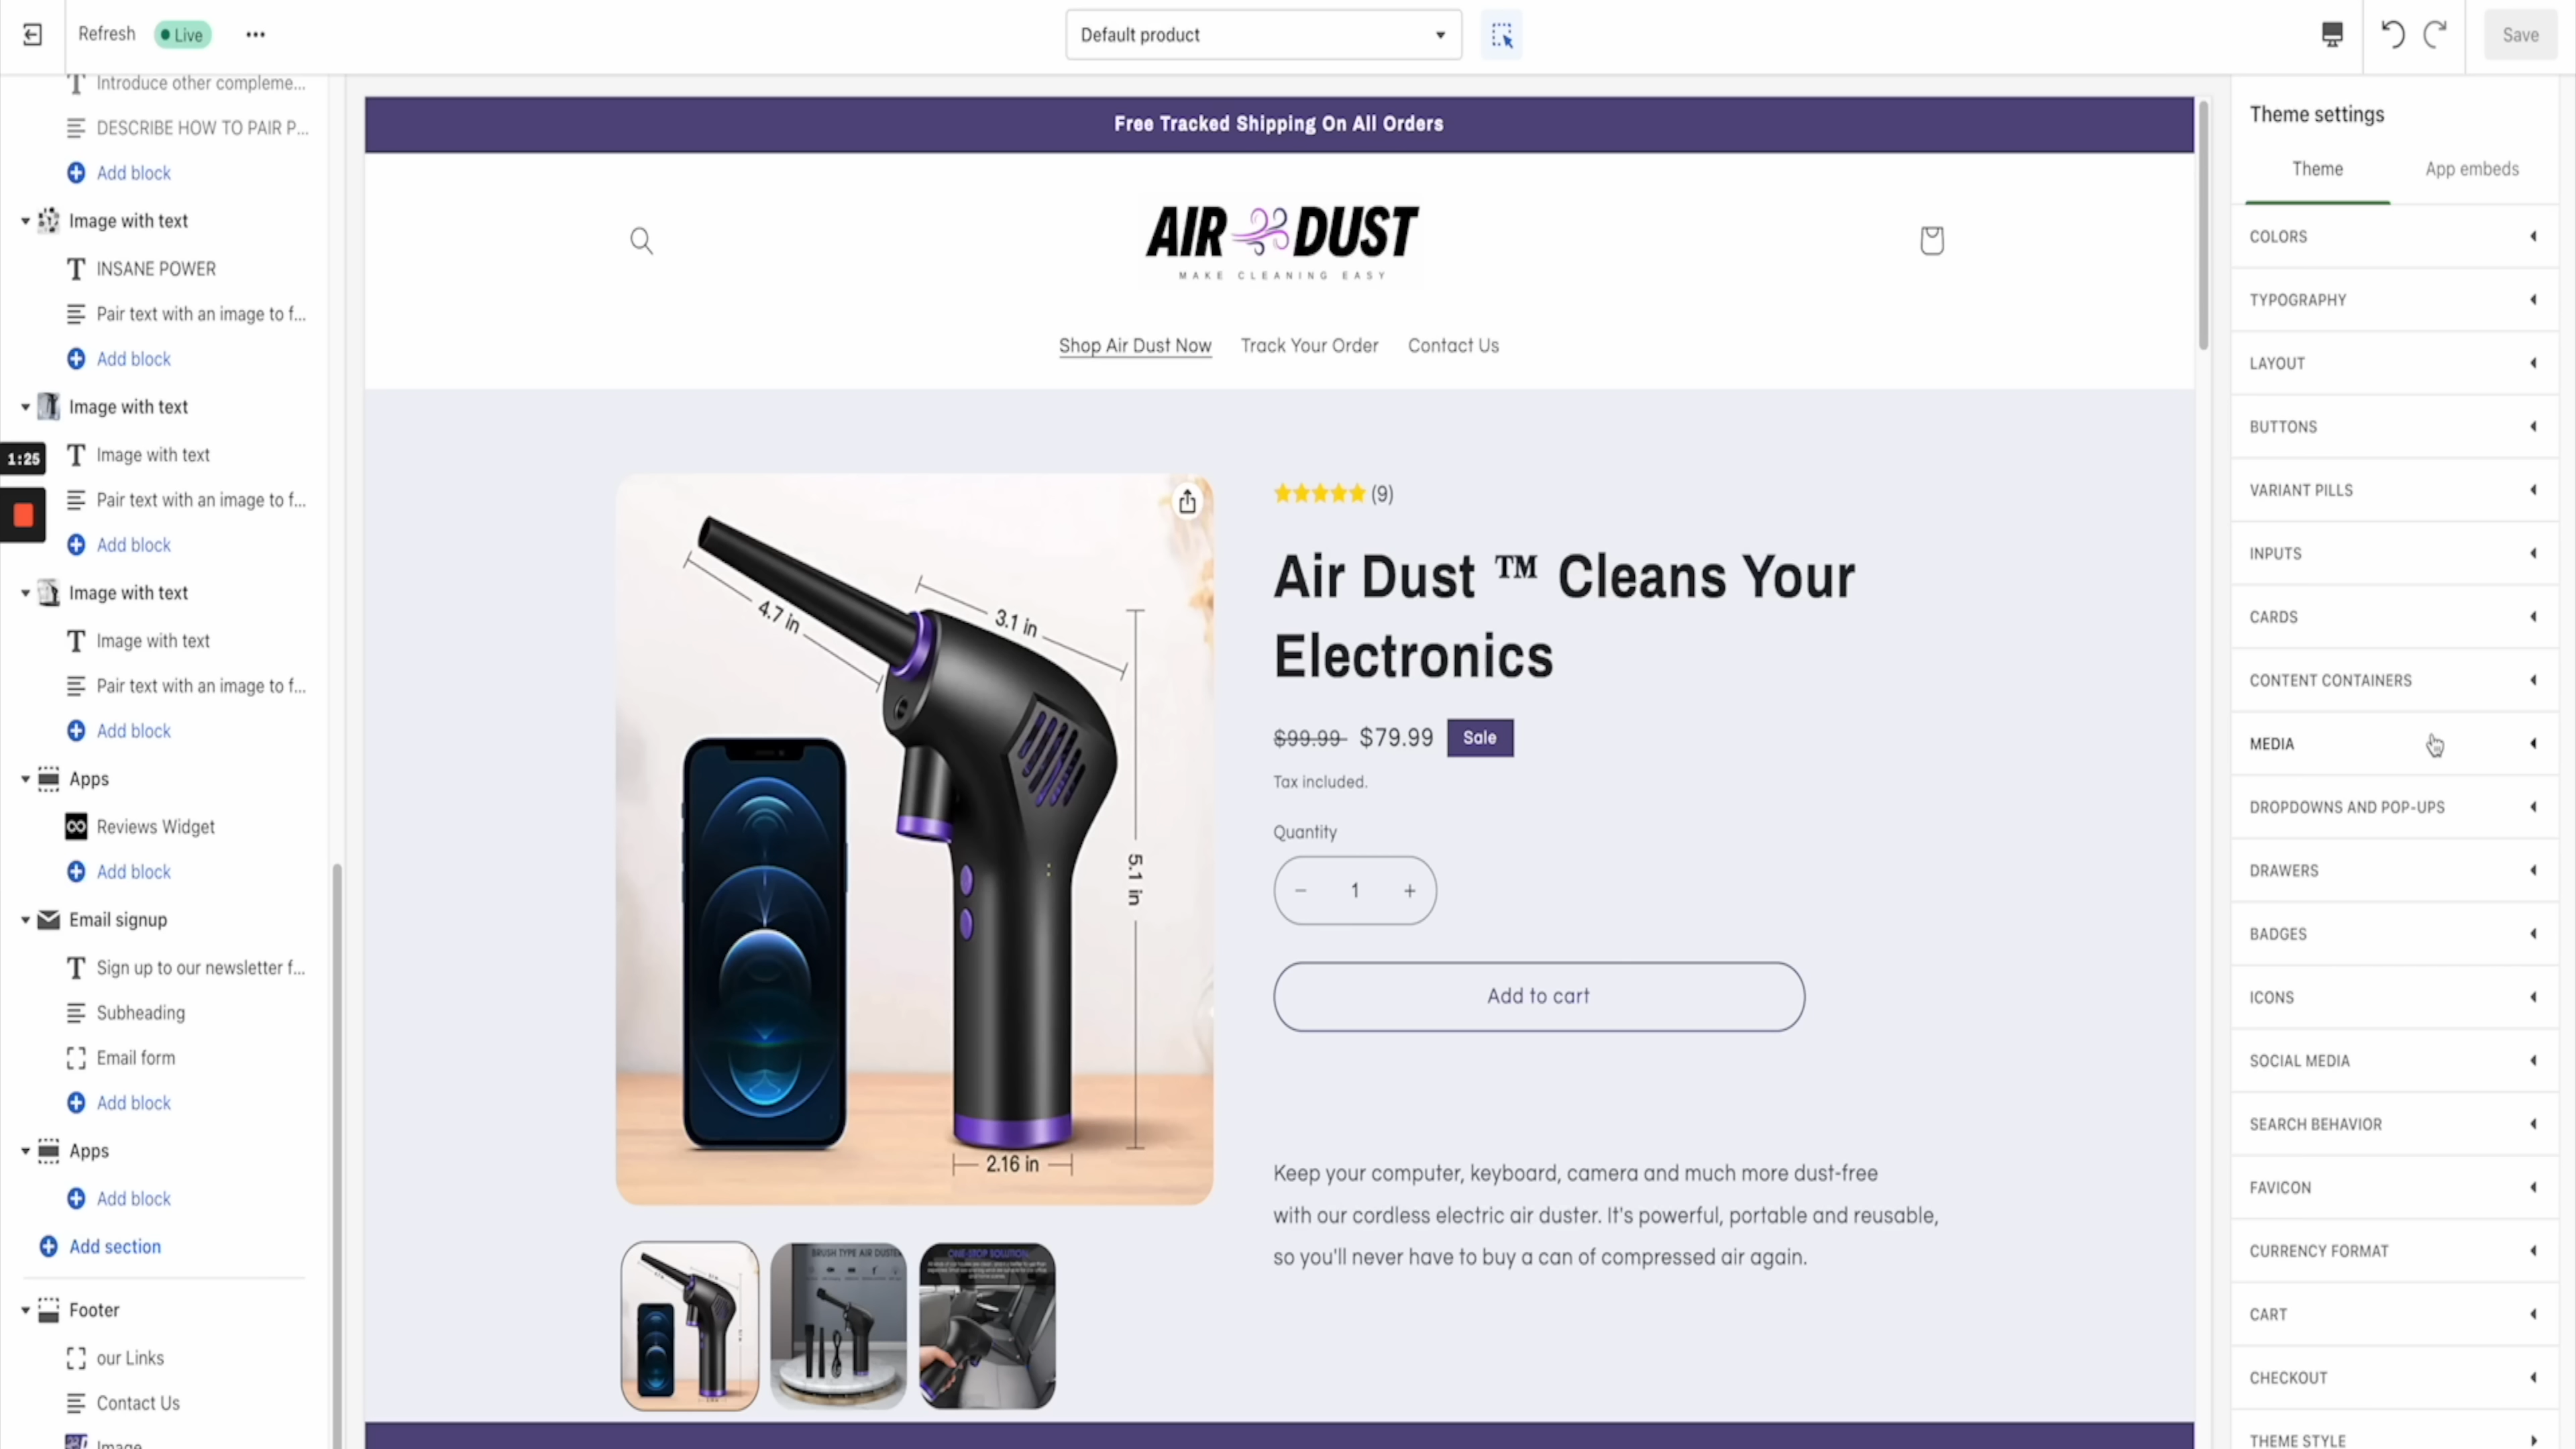 Refresh
Live
Default product
Save
Introduce other compleme...
DESCRIBE HOW TO PAIR P...
Add block
Image with text
INSANE POWER
Pair text with an image to f...
Add block
Image with text
1:25
Image with text
Pair text with an image to f...
Add block
Image with text
Image with text
Pair text with an image to f...
Add block
Apps
Reviews Widget
Add block
Email signup
Sign up to our newsletter f...
Subheading
Email form
Add block
Apps
Add block
Add section
Footer
our Links
Contact Us
Image
Free Tracked Shipping On All Orders
AIR DUST
MAKE CLEANING EASY
Shop Air Dust Now
Track Your Order
Contact Us
4.7 in
3.1 in
5.1 in
2.16 in
BRUSH TYPE AIR DUSTER
ONE-STOP SOLUTION
(9)
Air Dust ™ Cleans Your
Electronics
$99.99 $79.99 Sale
Tax included.
Quantity
− 1 +
Add to cart
Keep your computer, keyboard, camera and much more dust-free
with our cordless electric air duster. It's powerful, portable and reusable,
so you'll never have to buy a can of compressed air again.
Theme settings
Theme
App embeds
COLORS
TYPOGRAPHY
LAYOUT
BUTTONS
VARIANT PILLS
INPUTS
CARDS
CONTENT CONTAINERS
MEDIA
DROPDOWNS AND POP-UPS
DRAWERS
BADGES
ICONS
SOCIAL MEDIA
SEARCH BEHAVIOR
FAVICON
CURRENCY FORMAT
CART
CHECKOUT
THEME STYLE